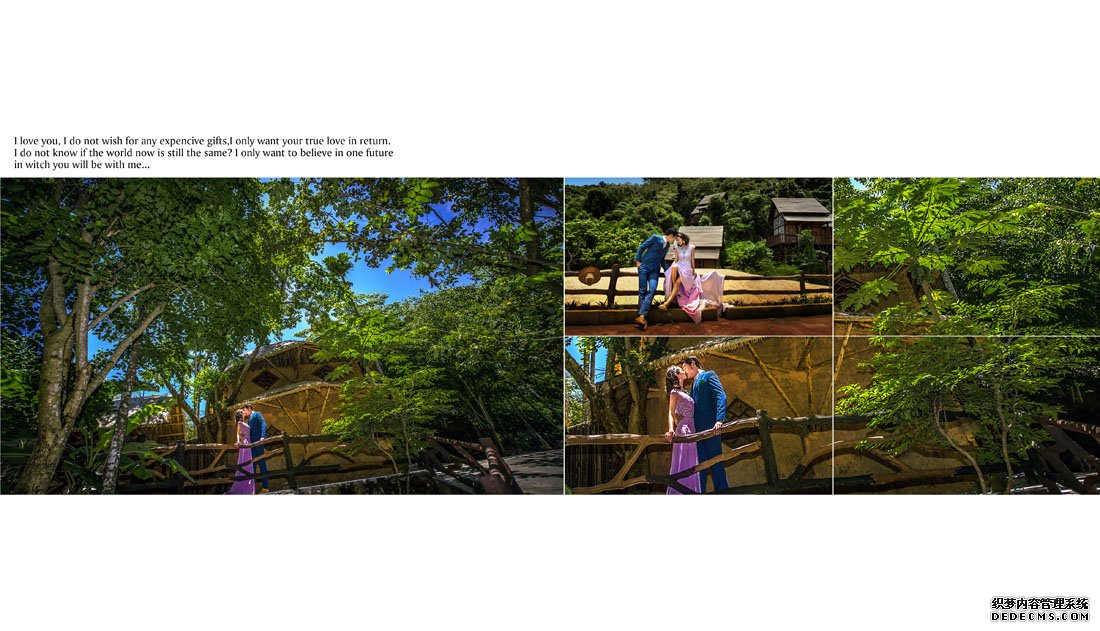 I love you, I do not wish for any expencive gifts,I only want your true love in return.
I do not know if the world now is still the same? I only want to believe in one future
in witch you will be with me...
织梦内容管理系统
DEDECMS.COM